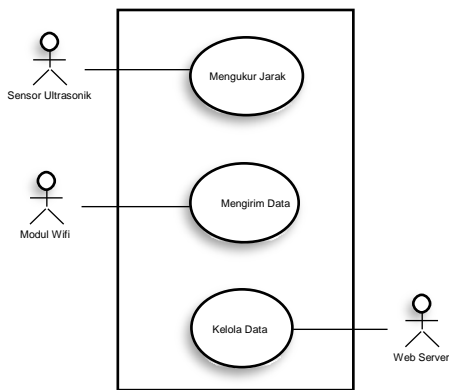 Mengukur Jarak
Sensor Ultrasonik
Mengirim Data
Modul Wifi
Kelola Data
Web Server